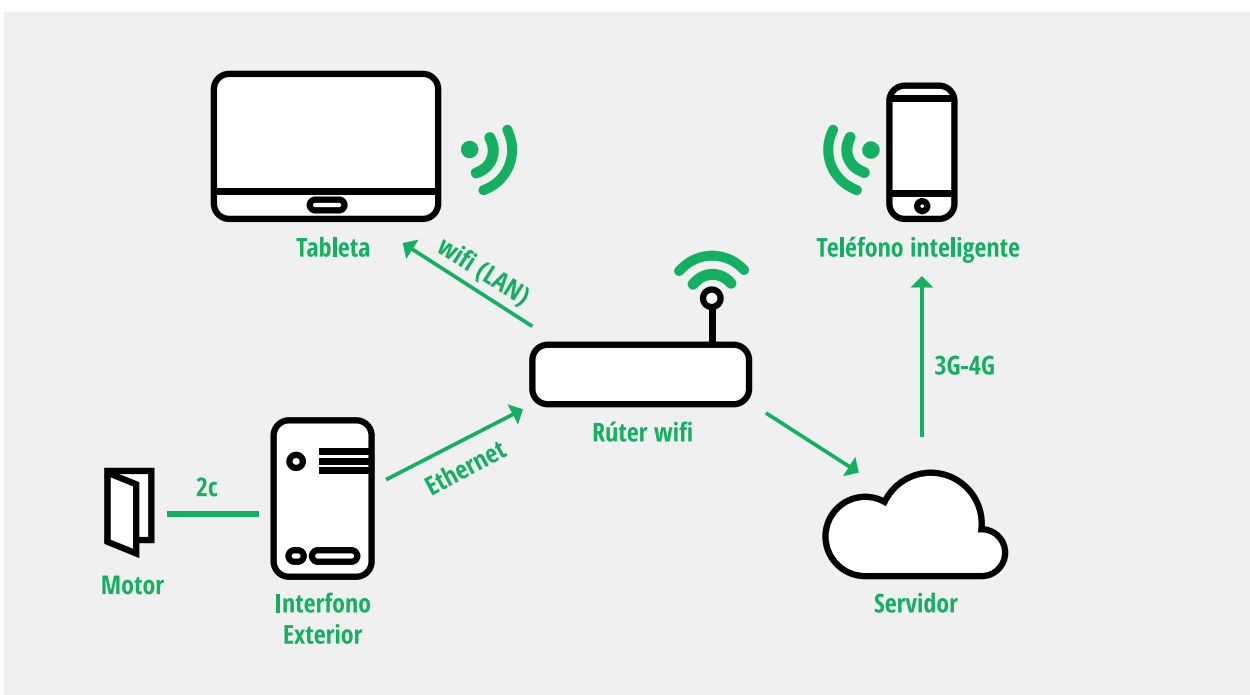 Tableta
Teléfono inteligente
wifi (LAN)
3G-4G
Rúter wifi
Ethernet
2c
Motor
Interfono
Exterior
Servidor